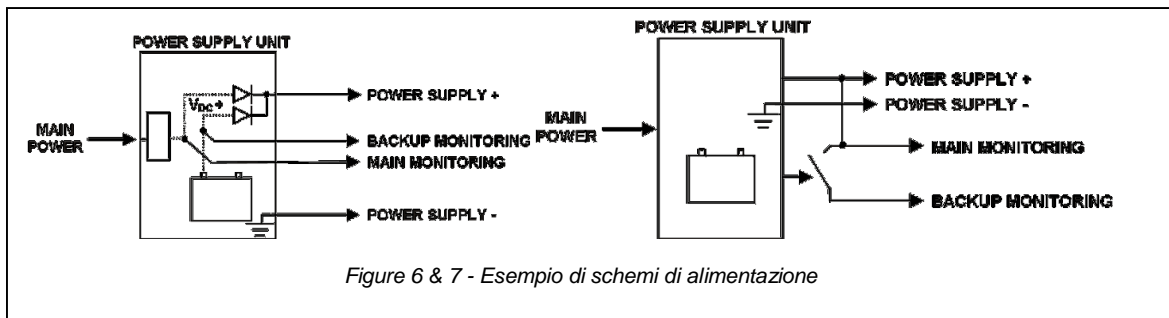 POWER SUPPLY UNIT
V_DC +
MAIN
POWER
POWER SUPPLY +
BACKUP MONITORING
MAIN MONITORING
POWER SUPPLY -
POWER SUPPLY UNIT
MAIN
POWER
POWER SUPPLY +
POWER SUPPLY -
MAIN MONITORING
BACKUP MONITORING
Figure 6 & 7 - Esempio di schemi di alimentazione